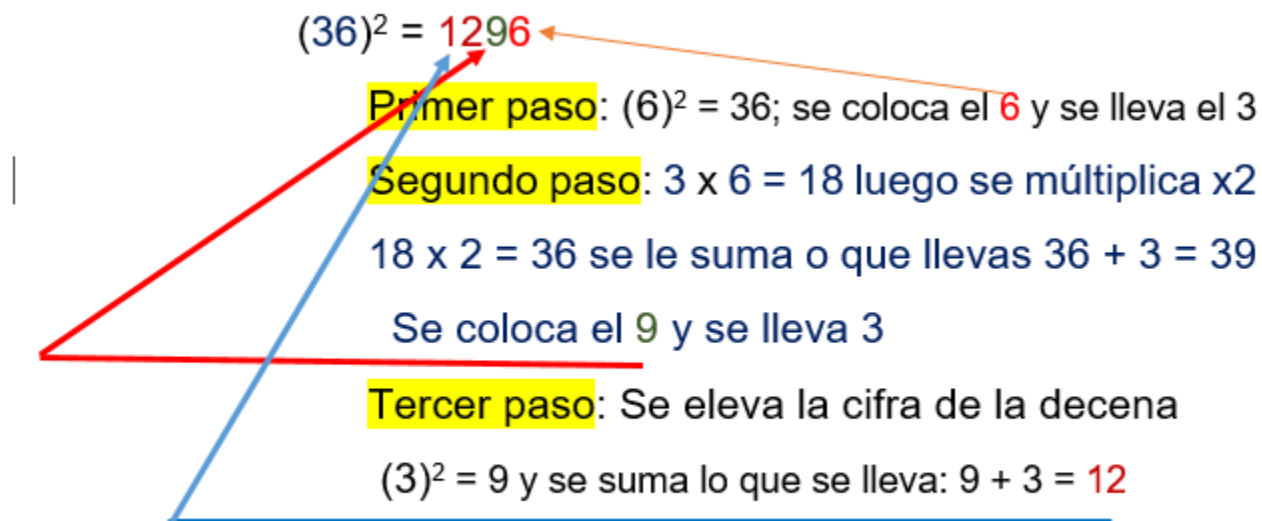 (36)² = 1296
Primer paso: (6)² = 36; se coloca el 6 y se lleva el 3
Segundo paso: 3 x 6 = 18 luego se múltiplica x2
18 x 2 = 36 se le suma o que llevas 36 + 3 = 39
Se coloca el 9 y se lleva 3
Tercer paso: Se eleva la cifra de la decena
(3)² = 9 y se suma lo que se lleva: 9 + 3 = 12